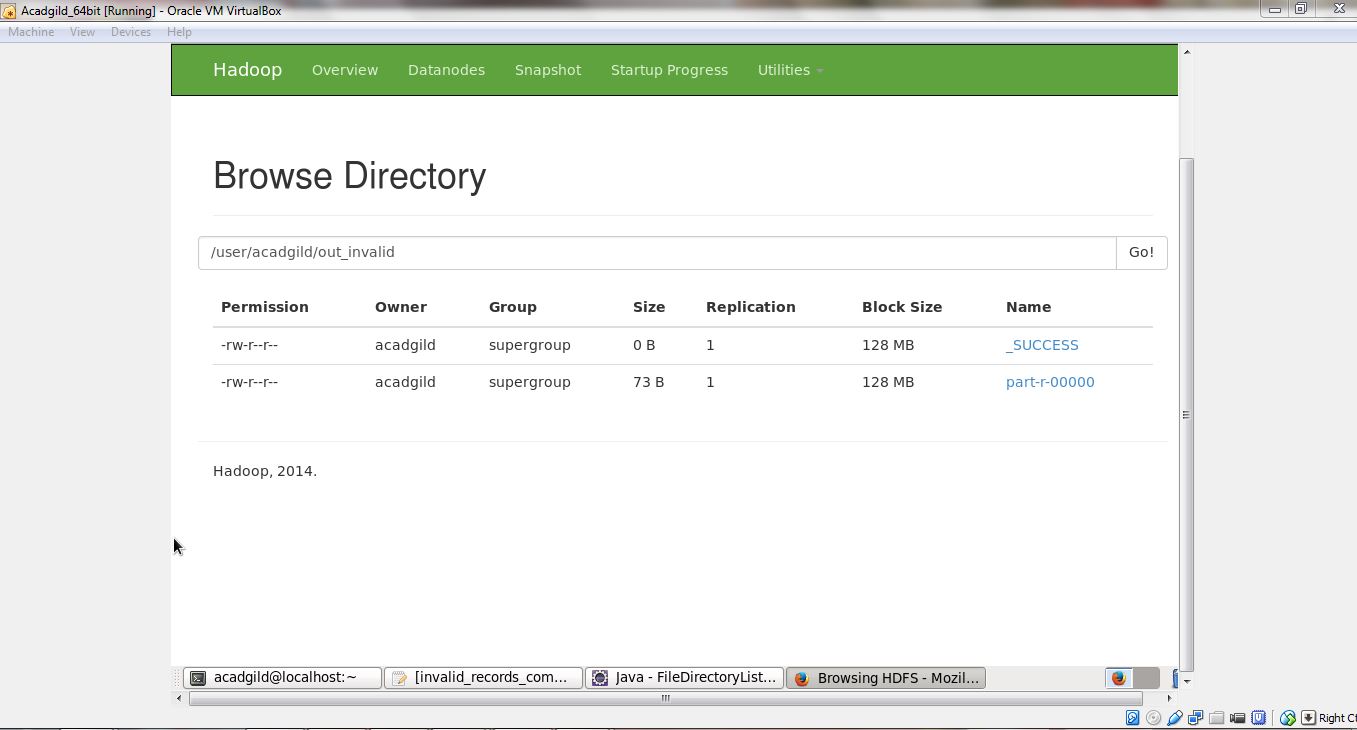 Acadgild_64bit [Running] - Oracle VM VirtualBox
Machine View Devices Help
Hadoop Overview Datanodes Snapshot Startup Progress Utilities
Browse Directory
/user/acadgild/out_invalid Go!
Permission Owner Group Size Replication Block Size Name
-rw-r--r-- acadgild supergroup 0 B 1 128 MB _SUCCESS
-rw-r--r-- acadgild supergroup 73 B 1 128 MB part-r-00000
Hadoop, 2014.
acadgild@localhost:~ [invalid_records_com... Java - FileDirectoryList... Browsing HDFS - Mozil...
Right Ct